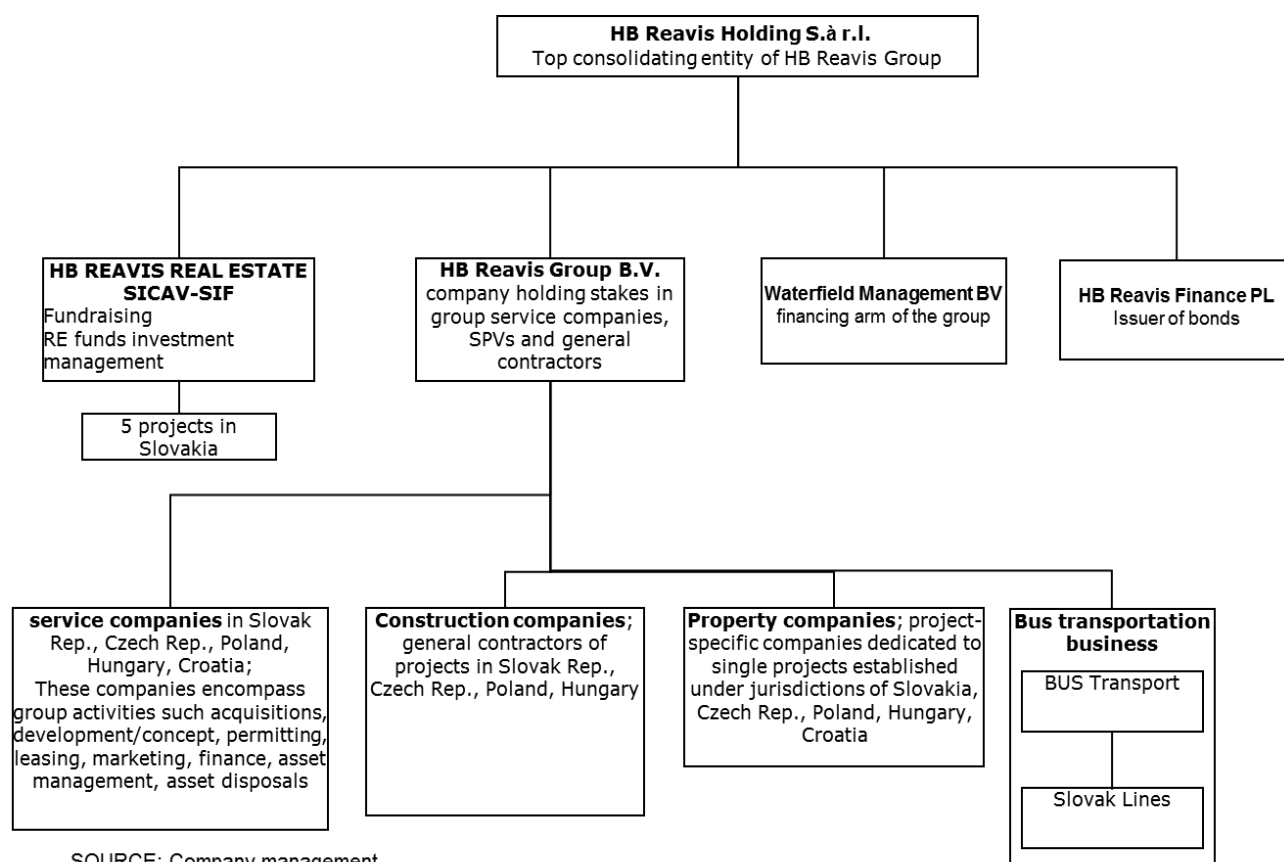 HB Reavis Holding S.à r.l.
Top consolidating entity of HB Reavis Group
HB REAVIS REAL ESTATE
SICAV-SIF
Fundraising
RE funds investment
management
HB Reavis Group B.V.
company holding stakes in
group service companies,
SPVs and general
contractors
Waterfield Management BV
financing arm of the group
HB Reavis Finance PL
Issuer of bonds
5 projects in
Slovakia
service companies in Slovak
Rep., Czech Rep., Poland,
Hungary, Croatia;
These companies encompass
group activities such acquisitions,
development/concept, permitting,
leasing, marketing, finance, asset
management, asset disposals
Construction companies;
general contractors of
projects in Slovak Rep.,
Czech Rep., Poland, Hungary
Property companies; project-
specific companies dedicated to
single projects established
under jurisdictions of Slovakia,
Czech Rep., Poland, Hungary,
Croatia
Bus transportation
business
BUS Transport
Slovak Lines
SOURCE: Company management